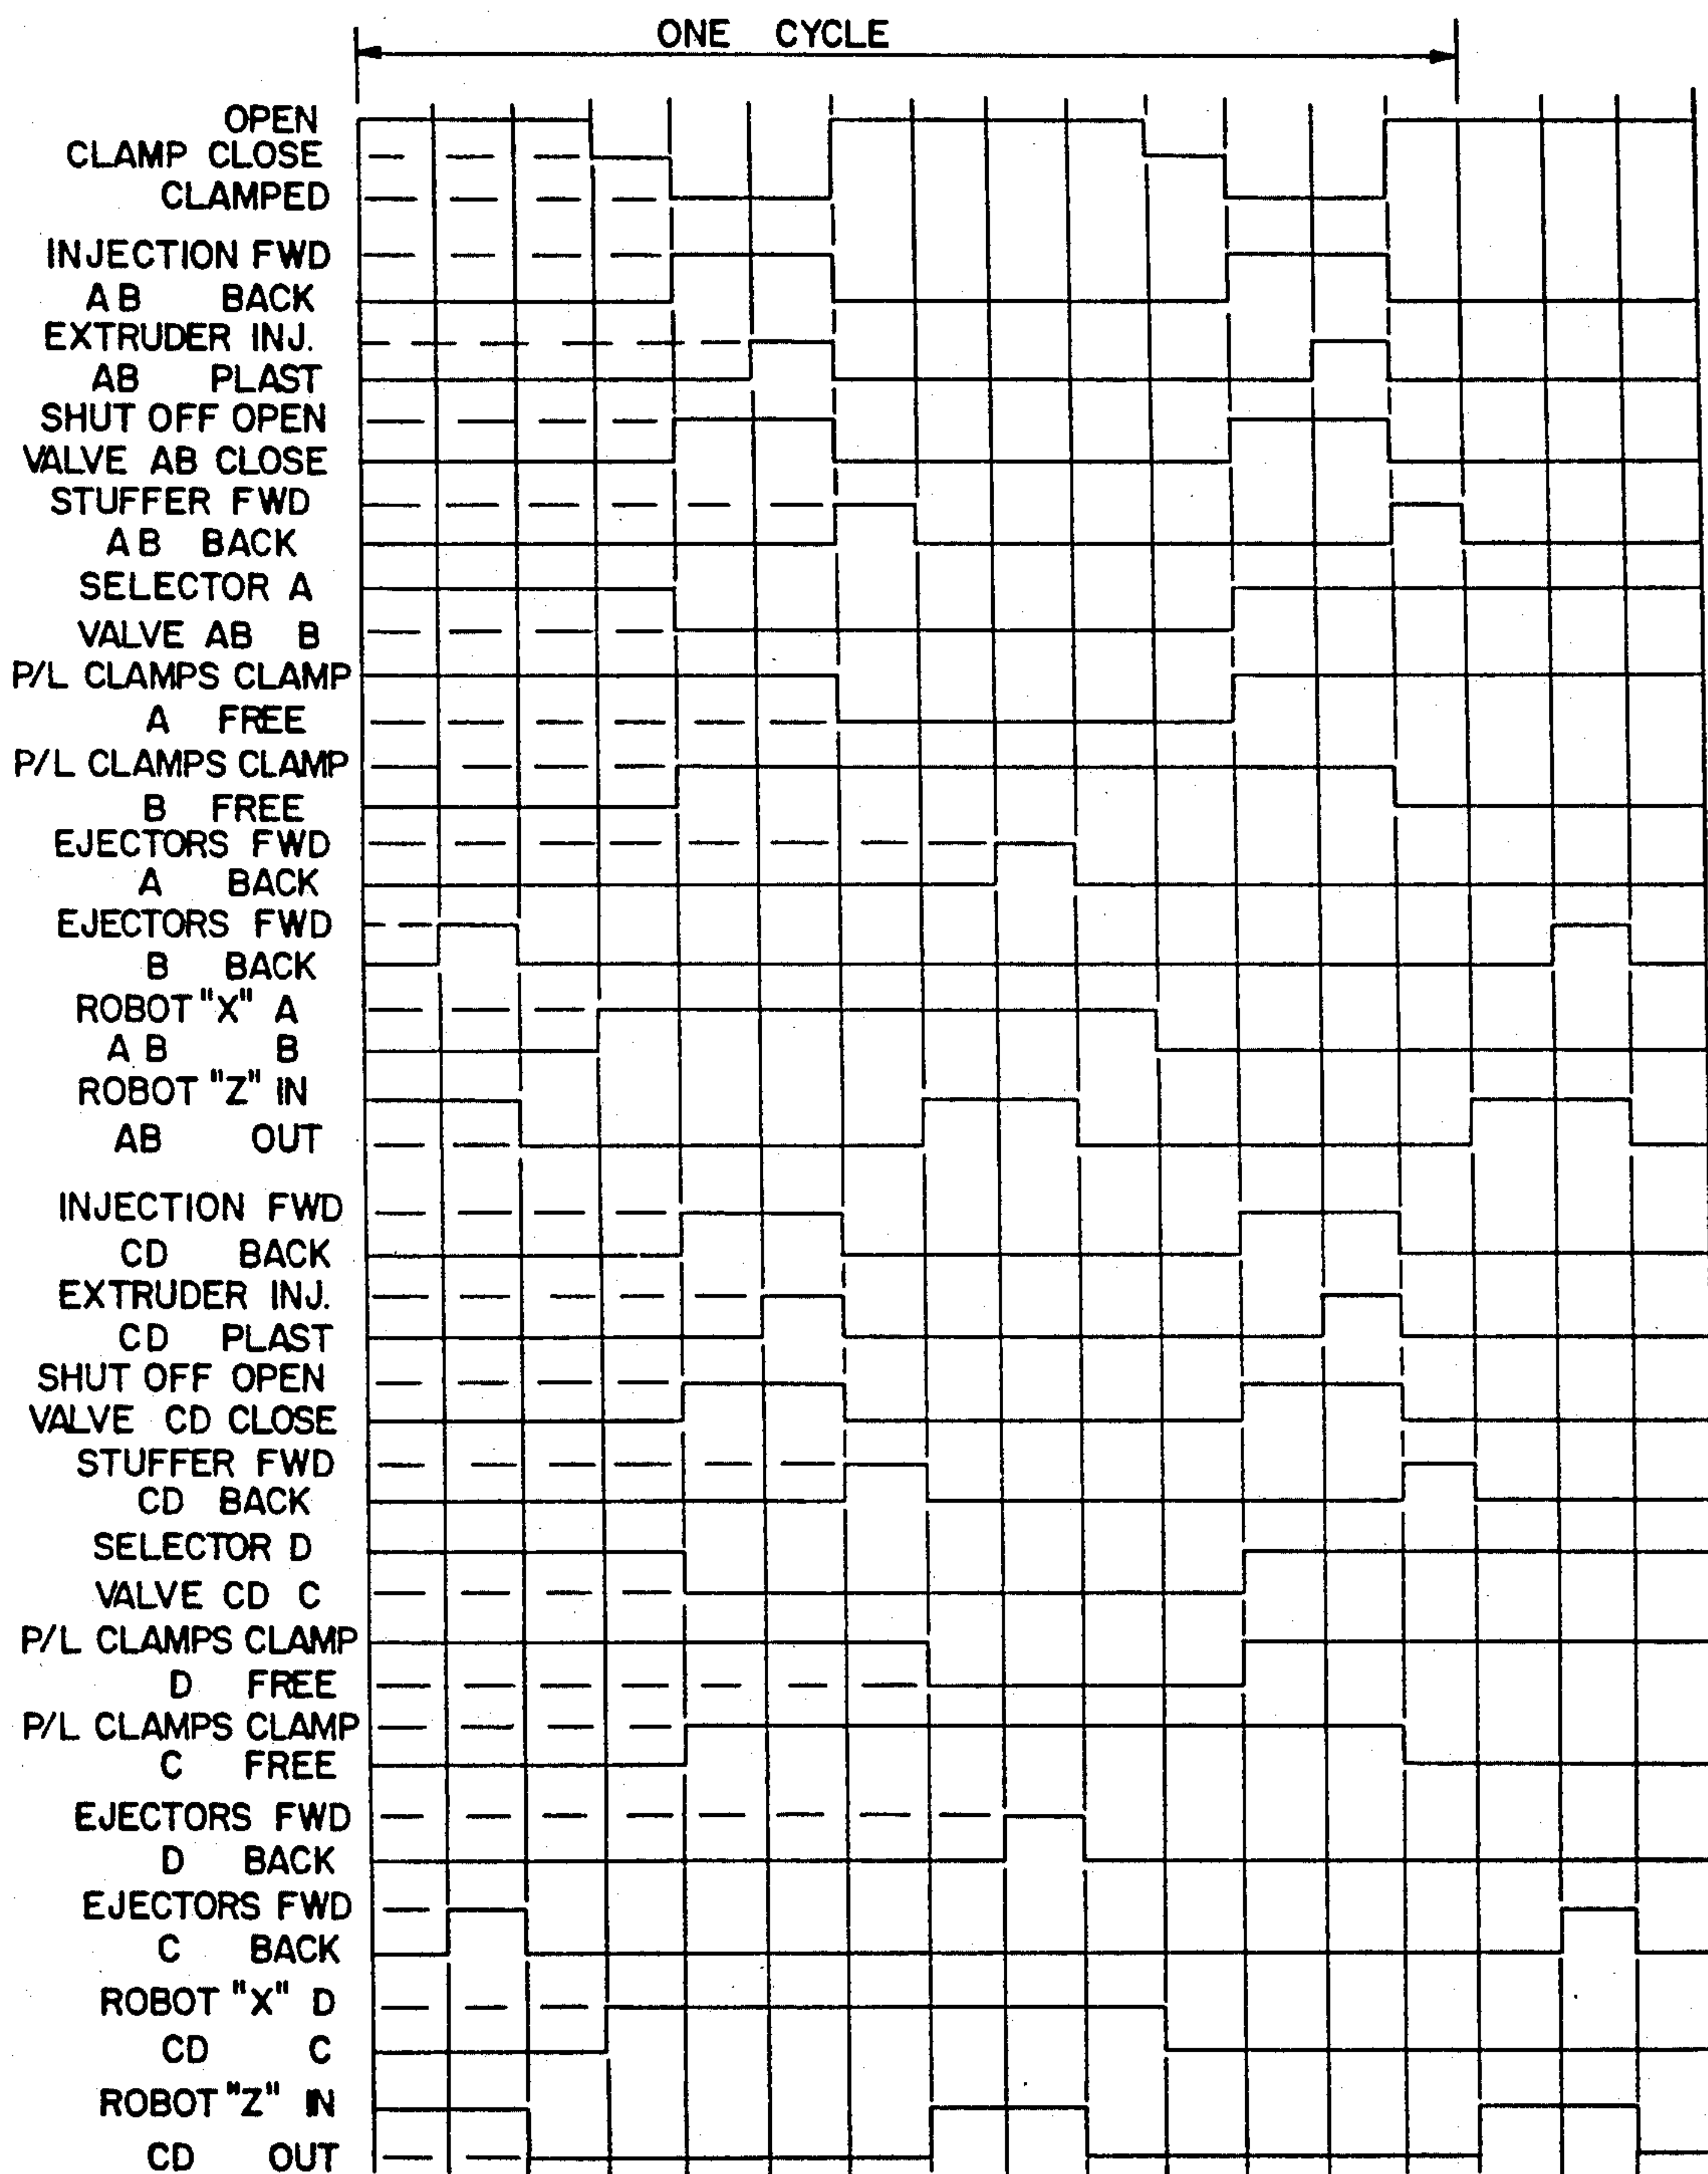 ONE CYCLE
OPEN
CLAMP CLOSE
CLAMPED
INJECTION FWD
AB BACK
EXTRUDER INJ.
AB PLAST
SHUT OFF OPEN
VALVE AB CLOSE
STUFFER FWD
AB BACK
SELECTOR A
VALVE AB B
P/L CLAMPS CLAMP
A FREE
P/L CLAMPS CLAMP
B FREE
EJECTORS FWD
A BACK
EJECTORS FWD
B BACK
ROBOT "X" A
AB B
ROBOT "Z" IN
AB OUT
INJECTION FWD
CD BACK
EXTRUDER INJ.
CD PLAST
SHUT OFF OPEN
VALVE CD CLOSE
STUFFER FWD
CD BACK
SELECTOR D
VALVE CD C
P/L CLAMPS CLAMP
D FREE
P/L CLAMPS CLAMP
C FREE
EJECTORS FWD
D BACK
EJECTORS FWD
C BACK
ROBOT "X" D
CD C
ROBOT "Z" IN
CD OUT